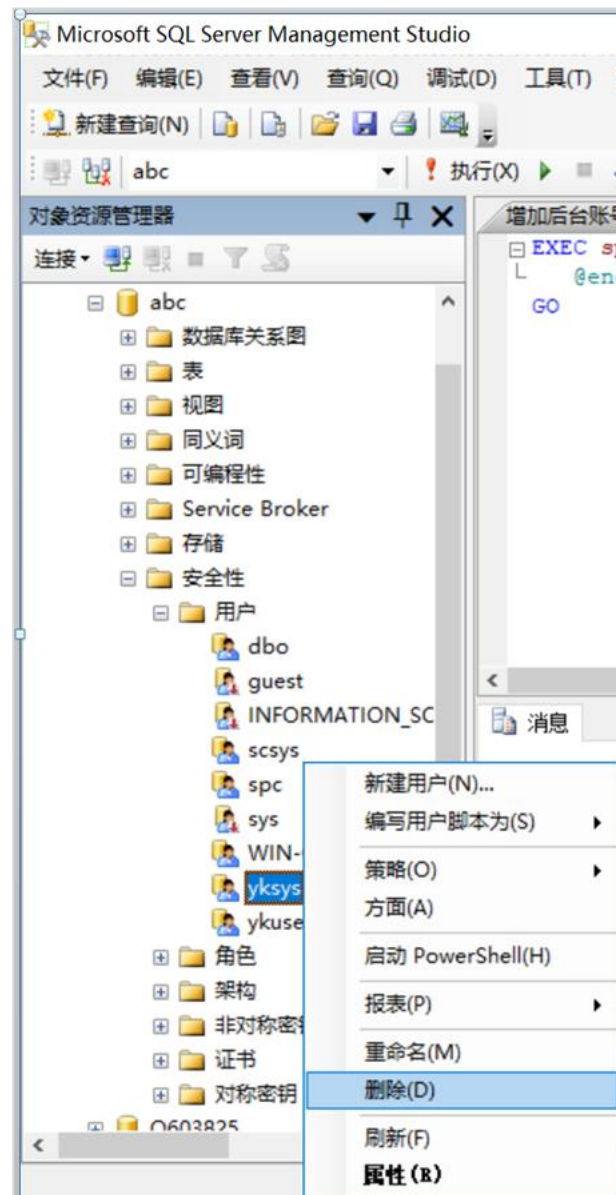 Microsoft SQL Server Management Studio
文件(F) 编辑(E) 查看(V) 查询(Q) 调试(D) 工具(T)
新建查询(N)
abc
执行(X)
对象资源管理器
连接
abc
数据库关系图
表
视图
同义词
可编程性
Service Broker
存储
安全性
用户
dbo
guest
INFORMATION_SC
scsys
spc
sys
WIN-
yksys
ykuse
角色
架构
非对称密
证书
对称密钥
Q603825
增加后台账号
EXEC s
@en
GO
消息
新建用户(N)...
编写用户脚本为(S)
策略(O)
方面(A)
启动 PowerShell(H)
报表(P)
重命名(M)
删除(D)
刷新(F)
属性(R)